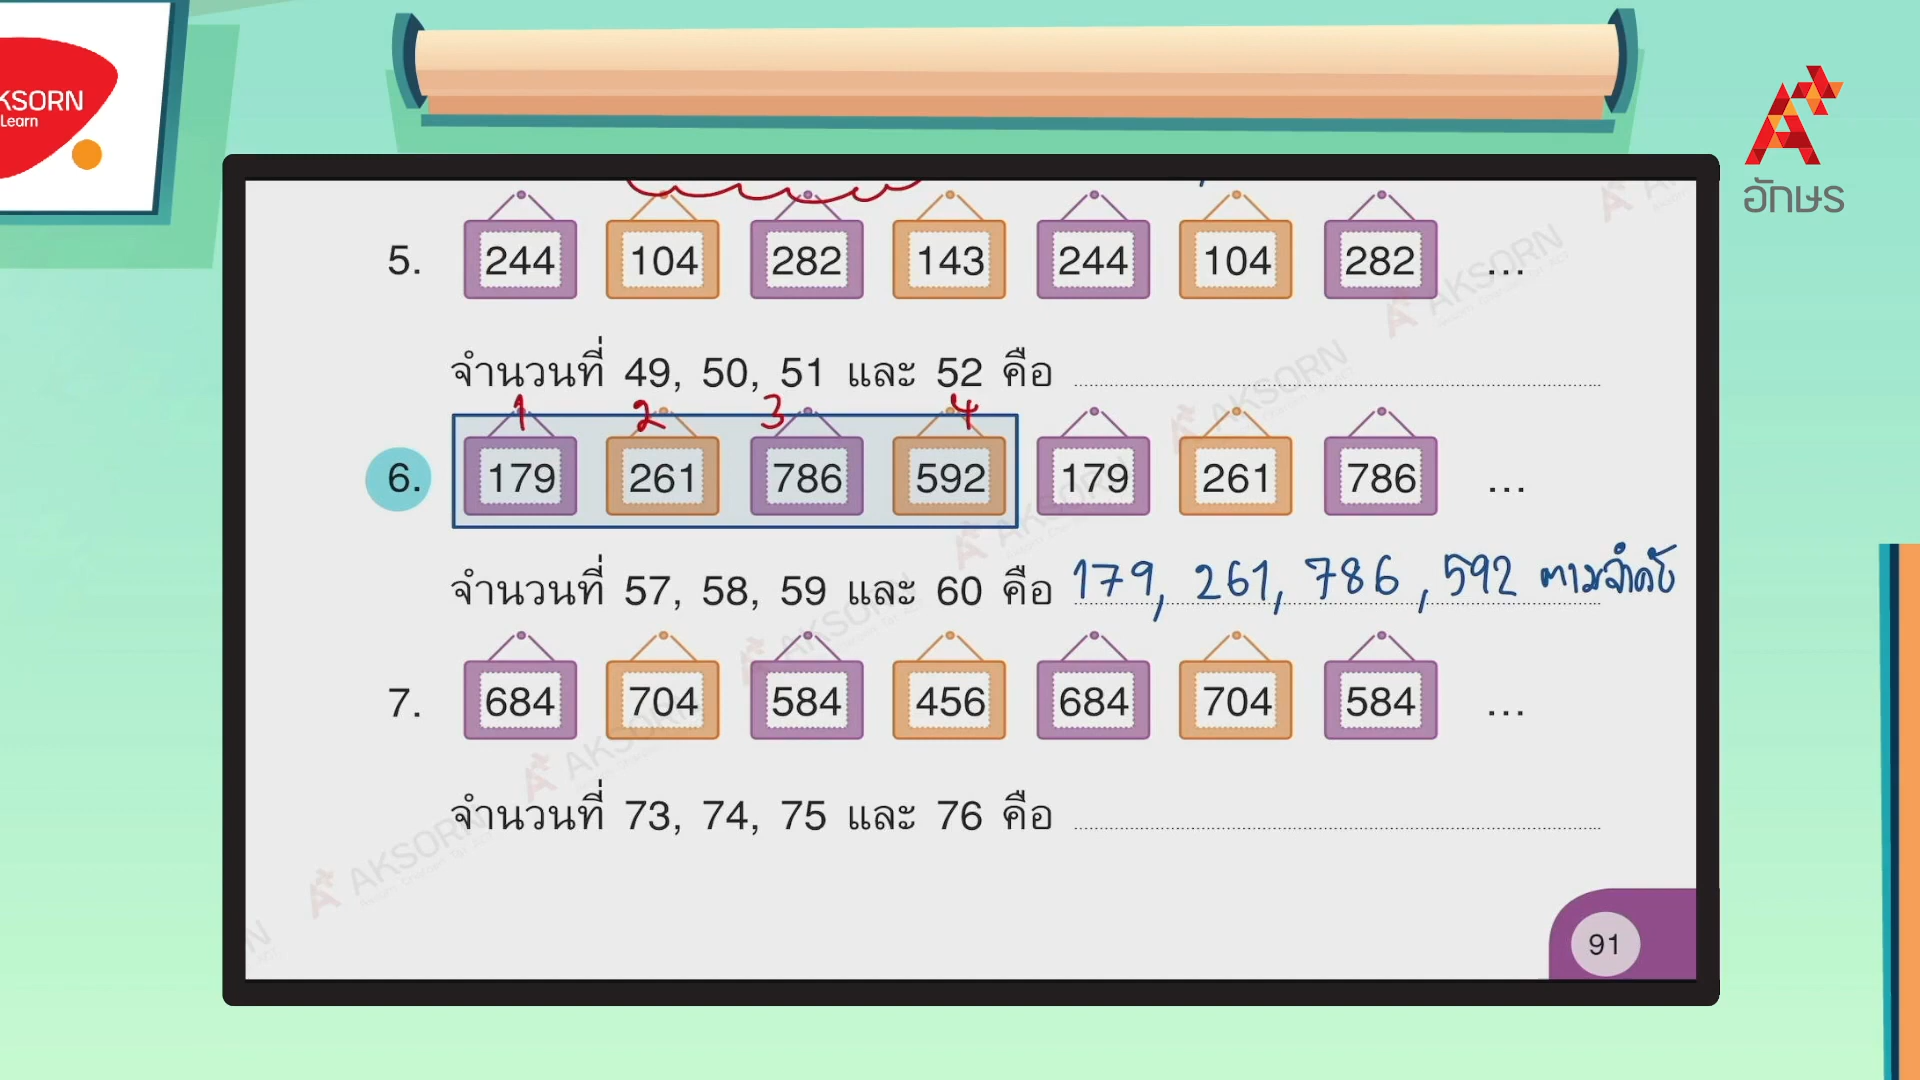 KSORN
Learn
อักษร
5. 244 104 282 143 244 104 282 ...
จำนวนที่ 49, 50, 51 และ 52 คือ
1 2 3 4
6. 179 261 786 592 179 261 786 ...
จำนวนที่ 57, 58, 59 และ 60 คือ 179, 261, 786, 592 ตามลำดับ
7. 684 704 584 456 684 704 584 ...
จำนวนที่ 73, 74, 75 และ 76 คือ
91